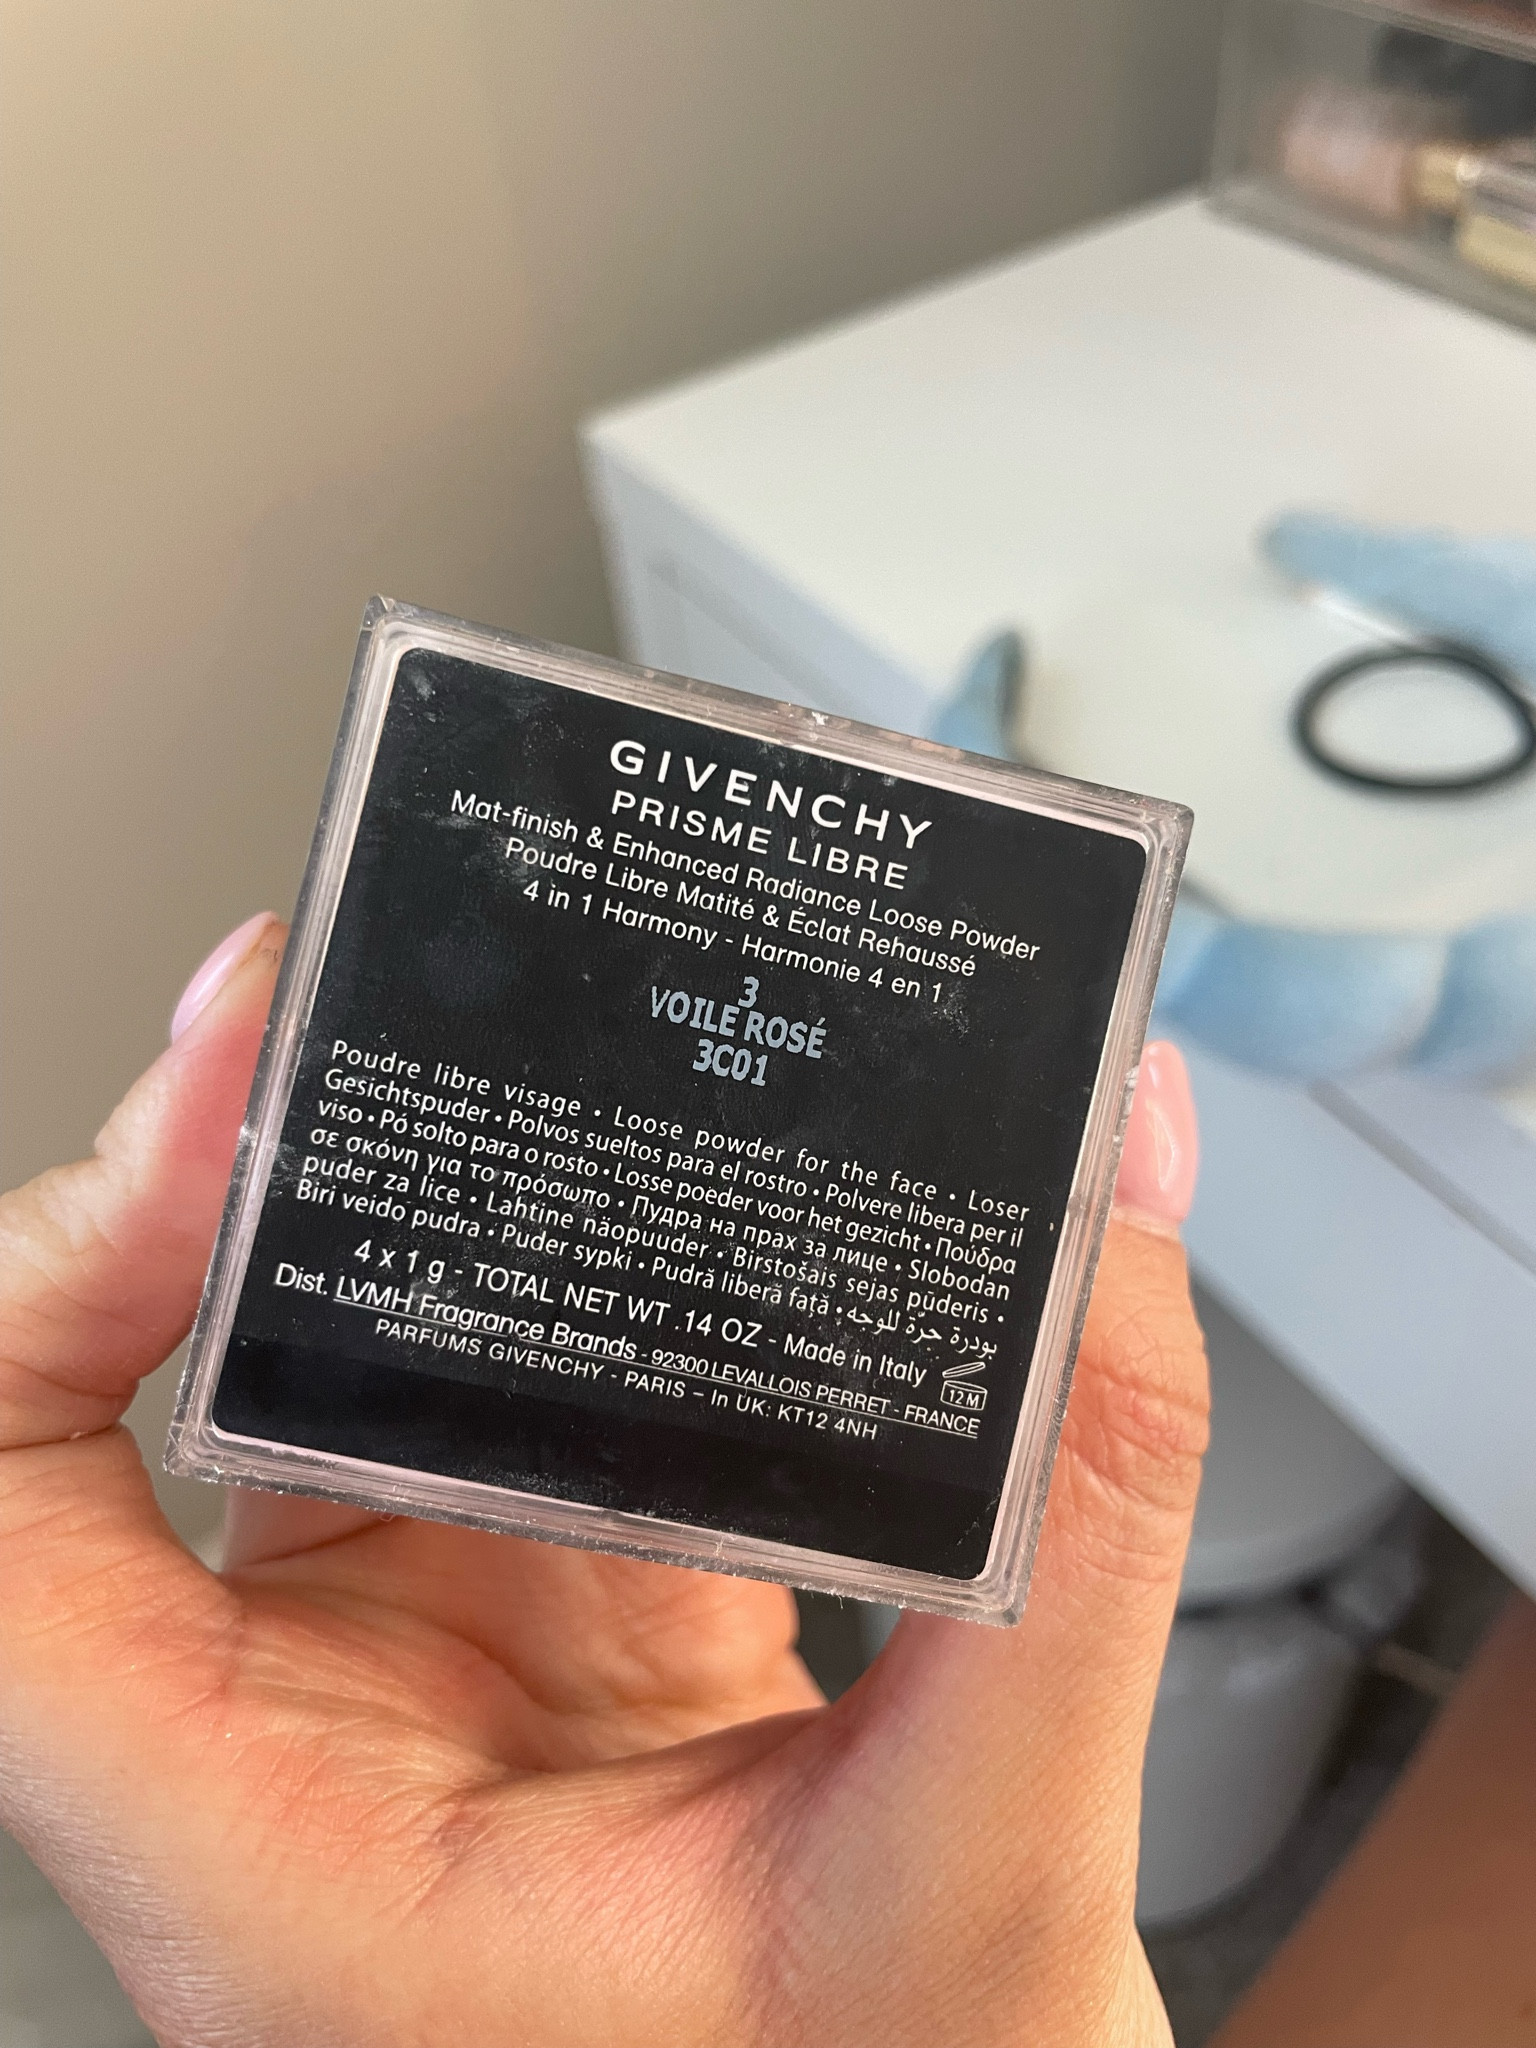 GIVENCHY
PRISME LIBRE
Mat-finish & Enhanced Radiance Loose Powder
Poudre Libre Matité & Éclat Rehaussé
4 in 1 Harmony - Harmonie 4 en 1
3
VOILE ROSÉ
3C01
Poudre libre visage • Loose powder for the face • Loser
Gesichtspuder • Polvos sueltos para el rostro • Polvere libera per il
viso • Pó solto para o rosto • Losse poeder voor het gezicht • Πούδρα
σε σκόνη για το πρόσωπο • Пудра на прах за лице • Slobodan
puder za lice • Lahtine näopuuder • Birstošais sejas pūderis •
Biri veido pudra • Puder sypki • Pudră liberă față • بودرة حرّة للوجه
4 x 1 g - TOTAL NET WT .14 OZ - Made in Italy
12 M
Dist. LVMH Fragrance Brands - 92300 LEVALLOIS PERRET - FRANCE
PARFUMS GIVENCHY - PARIS – In UK: KT12 4NH